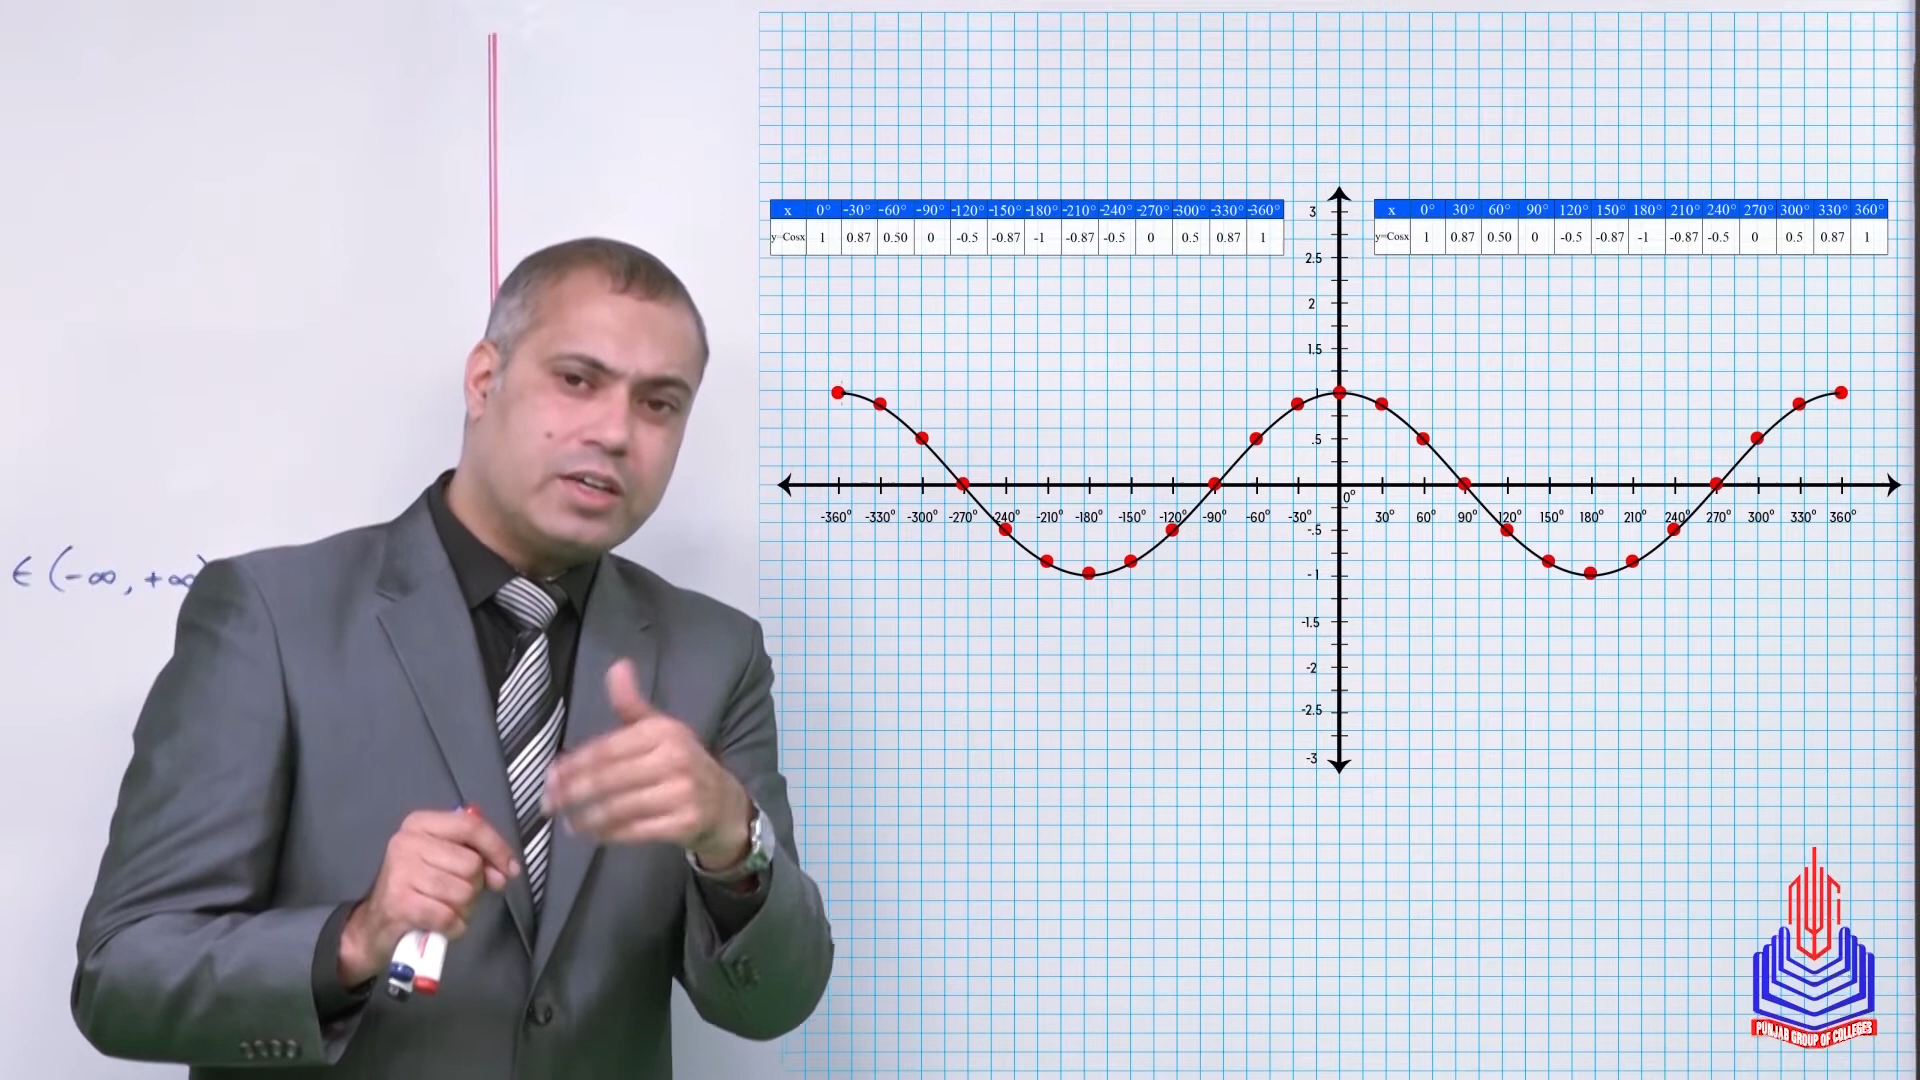 ∈ (-∞, +∞)
x 0° -30° -60° -90° -120° -150° -180° -210° -240° -270° -300° -330° -360°
y=Cosx 1 0.87 0.50 0 -0.5 -0.87 -1 -0.87 -0.5 0 0.5 0.87 1
x 0° 30° 60° 90° 120° 150° 180° 210° 240° 270° 300° 330° 360°
y=Cosx 1 0.87 0.50 0 -0.5 -0.87 -1 -0.87 -0.5 0 0.5 0.87 1
3
2.5
2
1.5
1
.5
0°
-360° -330° -300° -270° -240° -210° -180° -150° -120° -90° -60° -30° 30° 60° 90° 120° 150° 180° 210° 240° 270° 300° 330° 360°
-.5
-1
-1.5
-2
-2.5
-3
PUNJAB GROUP OF COLLEGES